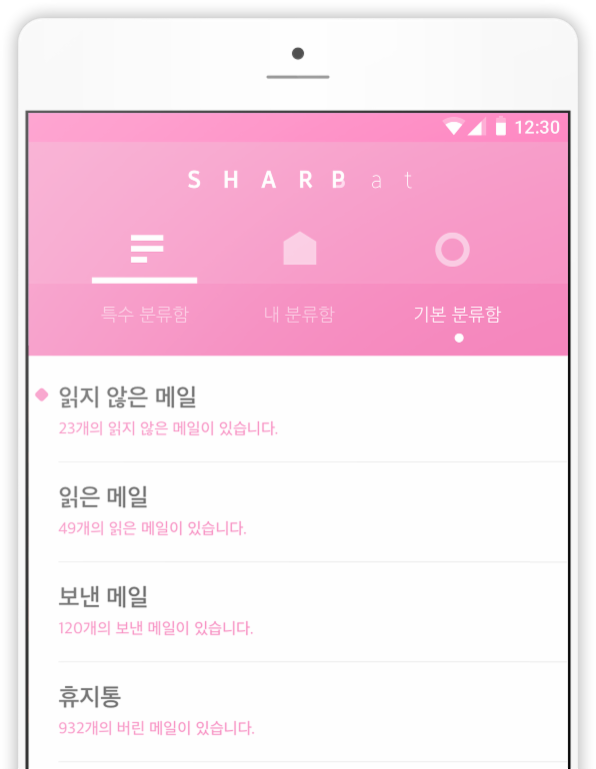 12:30
SHARBat
특수 분류함 내 분류함 기본 분류함
읽지 않은 메일
23개의 읽지 않은 메일이 있습니다.
읽은 메일
49개의 읽은 메일이 있습니다.
보낸 메일
120개의 보낸 메일이 있습니다.
휴지통
932개의 버린 메일이 있습니다.